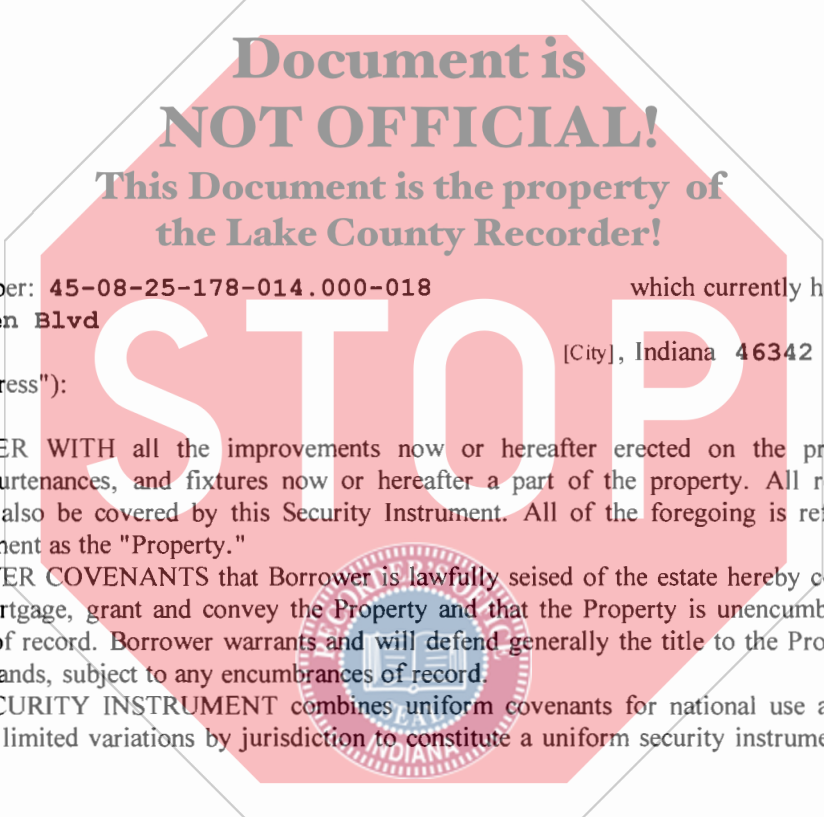 Document is
NOT OFFICIAL!
This Document is the property of
the Lake County Recorder!
ber: 45-08-25-178-014.000-018 which currently h
n Blvd
[City], Indiana 46342
ress"):
STOP
ER WITH all the improvements now or hereafter erected on the pr
urtenances, and fixtures now or hereafter a part of the property. All r
also be covered by this Security Instrument. All of the foregoing is ref
nent as the "Property."
ER COVENANTS that Borrower is lawfully seised of the estate hereby c
rtgage, grant and convey the Property and that the Property is unencumb
of record. Borrower warrants and will defend generally the title to the Pro
ands, subject to any encumbrances of record.
CURITY INSTRUMENT combines uniform covenants for national use a
limited variations by jurisdiction to constitute a uniform security instrume
RECORDER'S OFFICE
SEAL
INDIANA